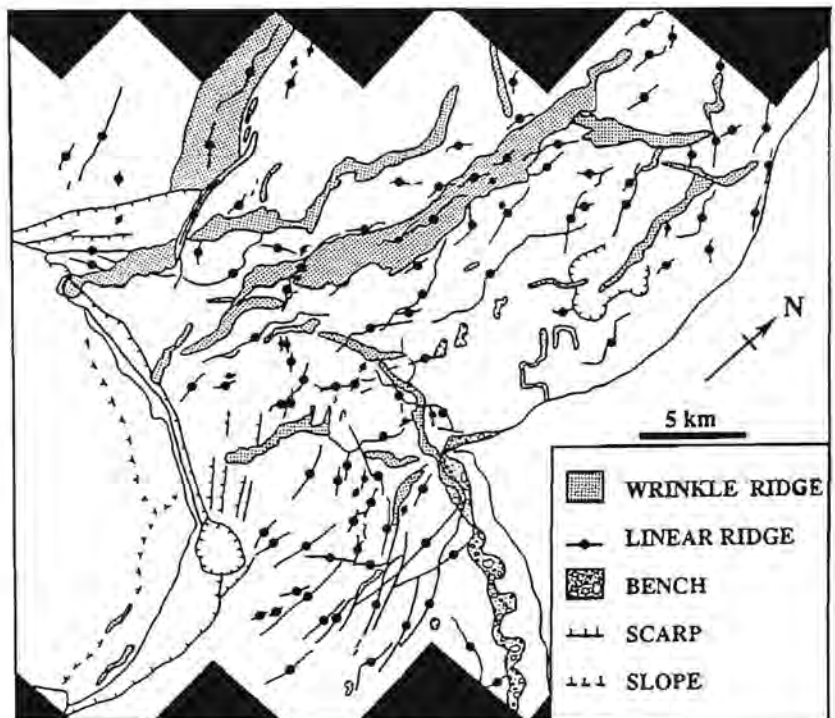 N
5 km
WRINKLE RIDGE
LINEAR RIDGE
BENCH
SCARP
SLOPE